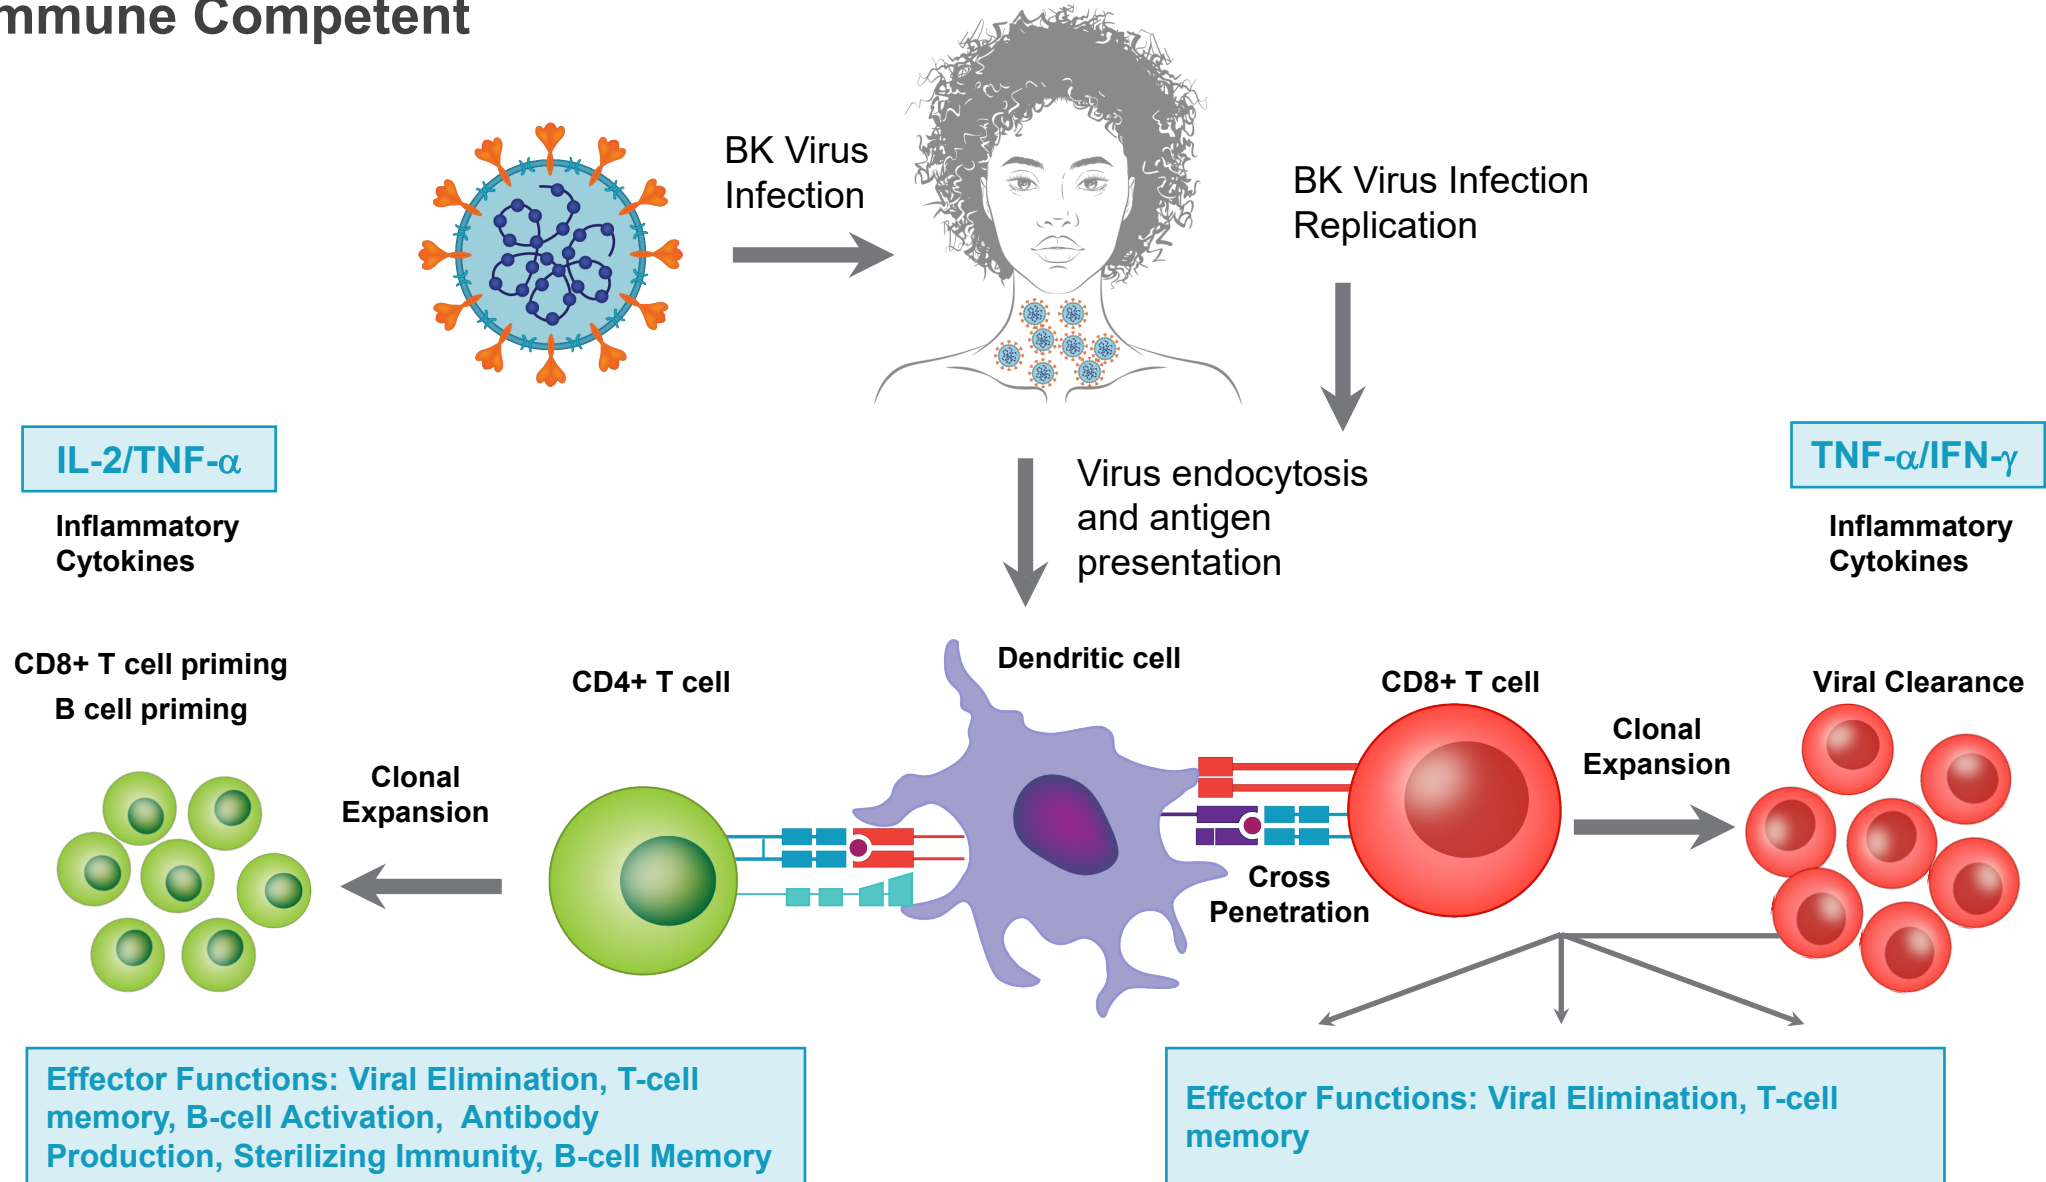 mmune Competent
BK Virus
Infection
BK Virus Infection
Replication
IL-2/TNF-α
Inflammatory
Cytokines
Virus endocytosis
and antigen
presentation
TNF-α/IFN-γ
Inflammatory
Cytokines
CD8+ T cell priming
B cell priming
CD4+ T cell
Dendritic cell
CD8+ T cell
Viral Clearance
Clonal
Expansion
Clonal
Expansion
Cross
Penetration
Effector Functions: Viral Elimination, T-cell
memory, B-cell Activation,  Antibody
Production, Sterilizing Immunity, B-cell Memory
Effector Functions: Viral Elimination, T-cell
memory